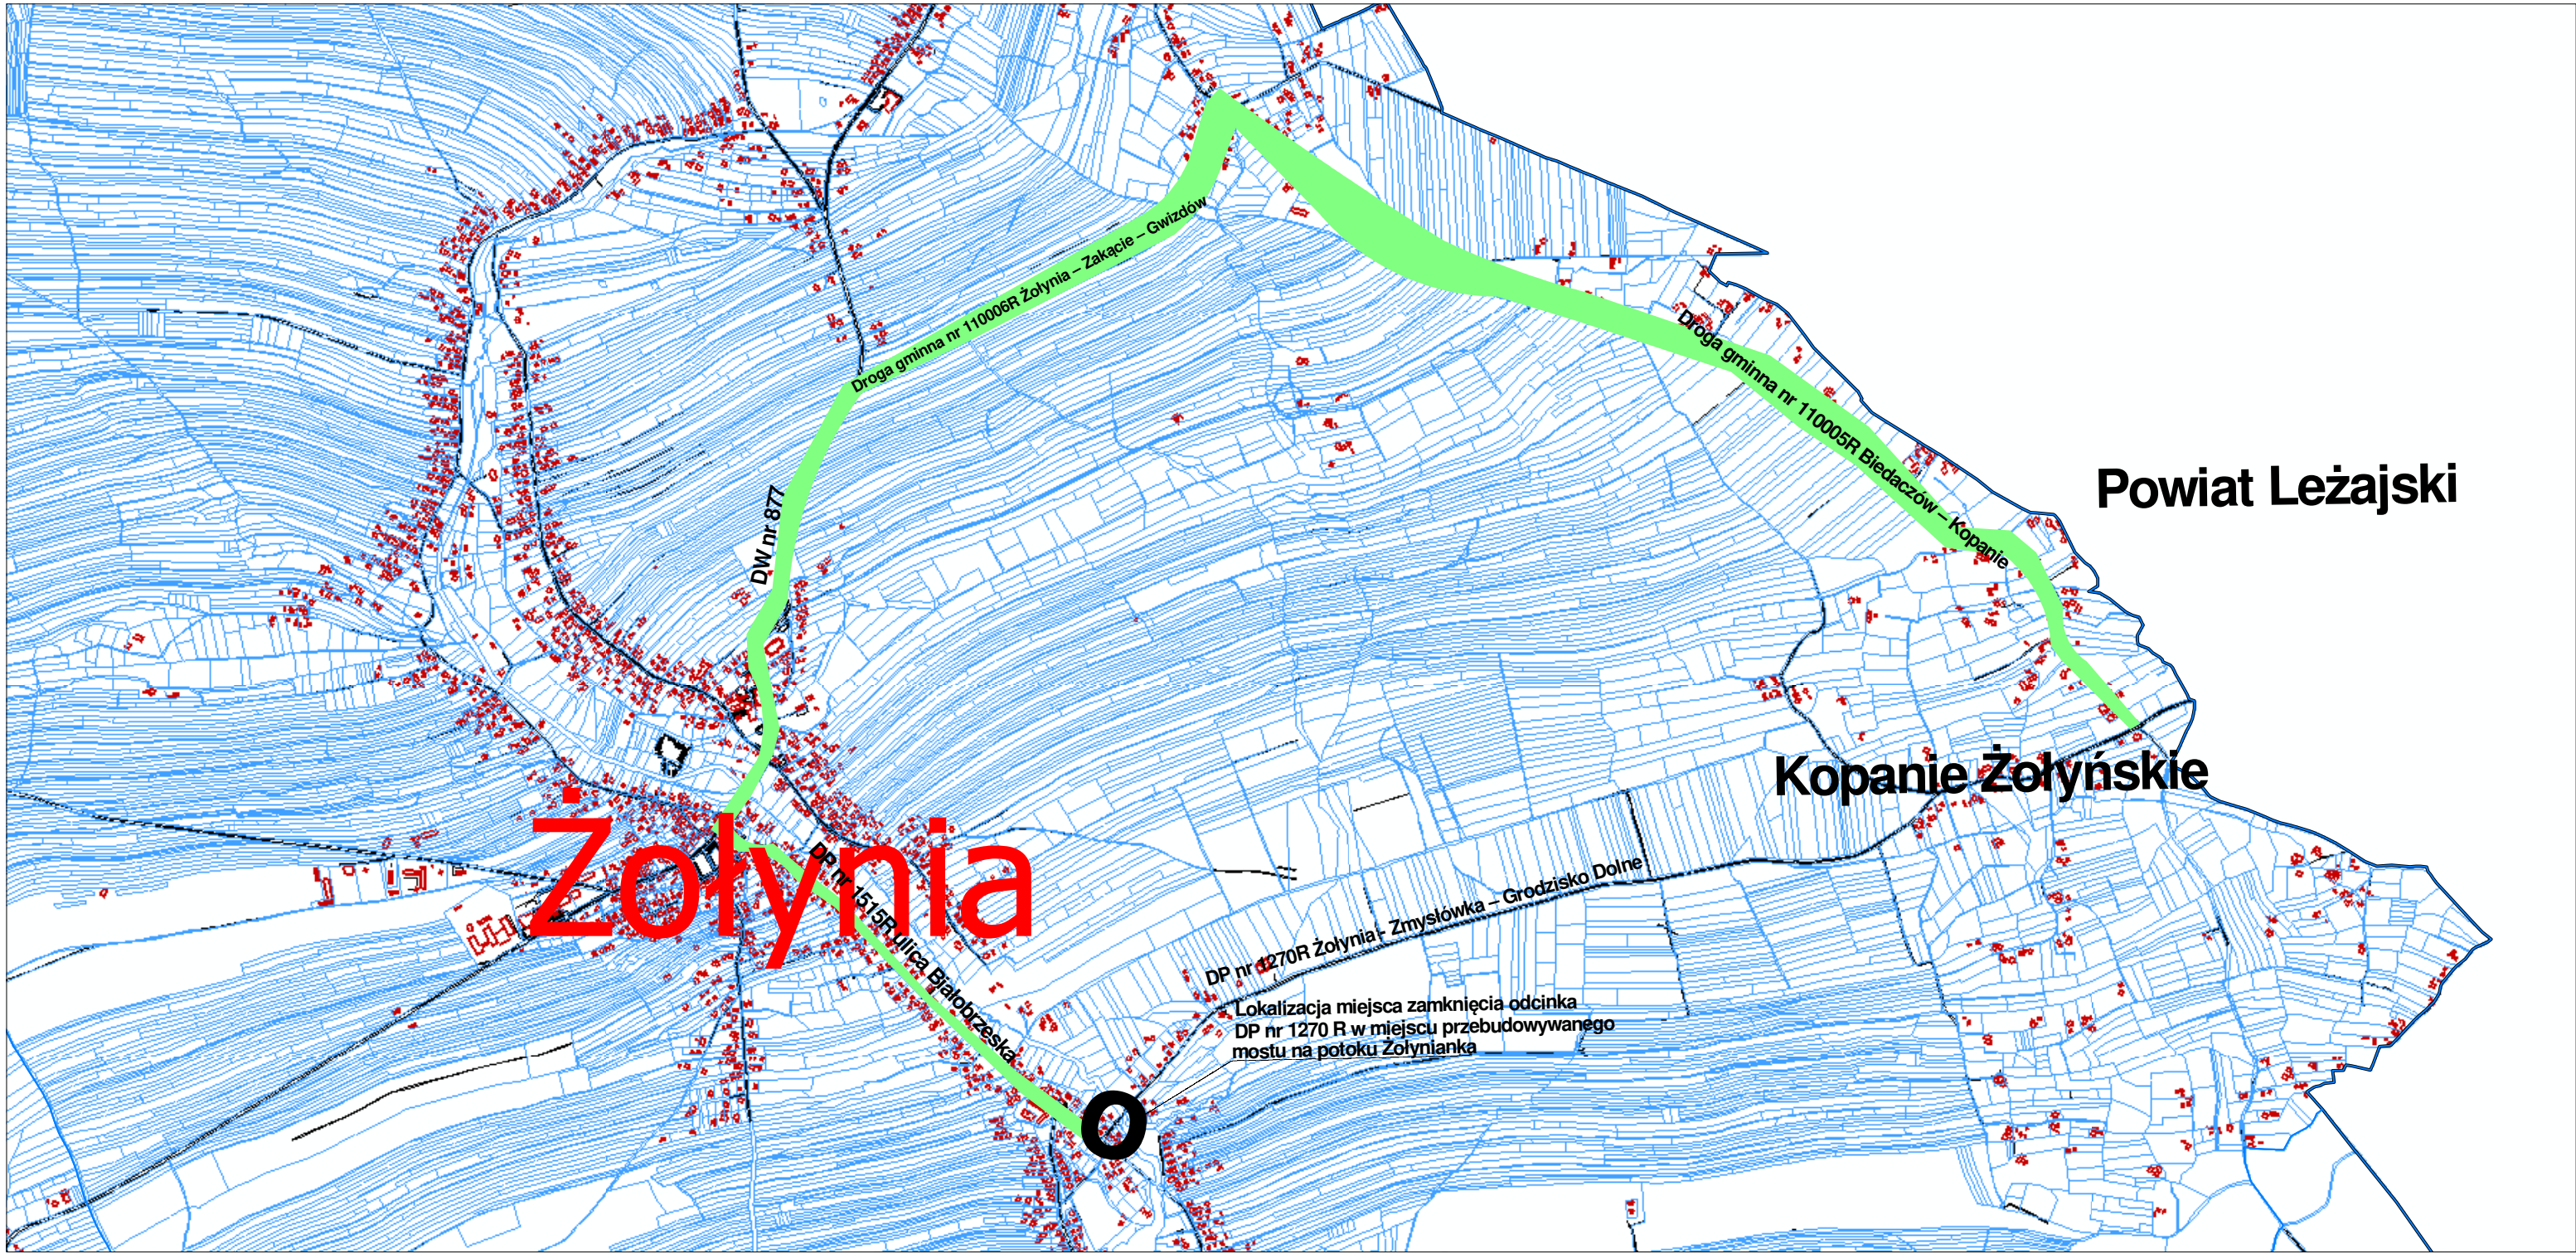 Droga gminna nr 110006R Żołynia – Zakącie – Gwizdów
Droga gminna nr 110005R Biedaczów – Kopanie
Powiat Leżajski
DW nr 877
Kopanie Żołyńskie
Żołynia
DP nr 1515R ulica Białobrzeska
DP nr 1270R Żołynia - Zmysłówka – Grodzisko Dolne
Lokalizacja miejsca zamknięcia odcinka
DP nr 1270 R w miejscu przebudowywanego
mostu na potoku Żołynianka
O